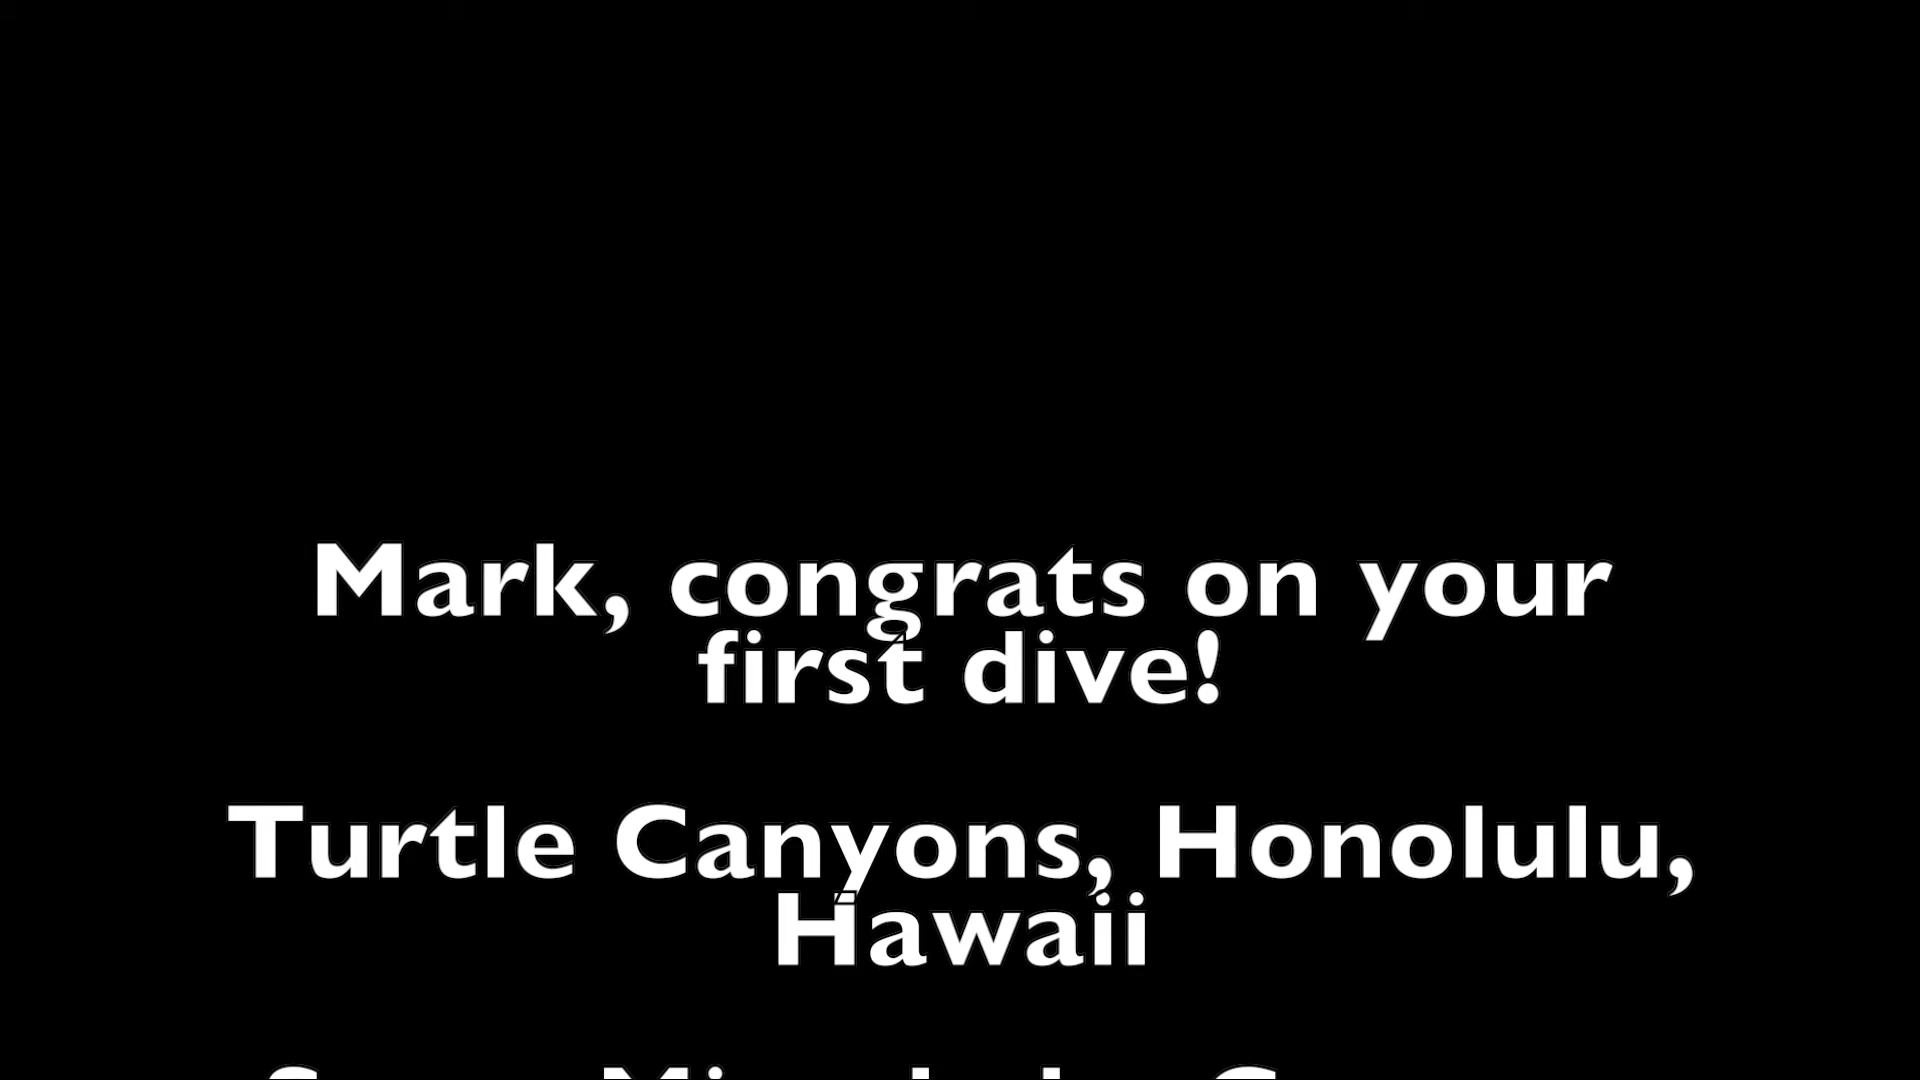 Mark, congrats on your
first dive!
Turtle Canyons, Honolulu,
Hawaii